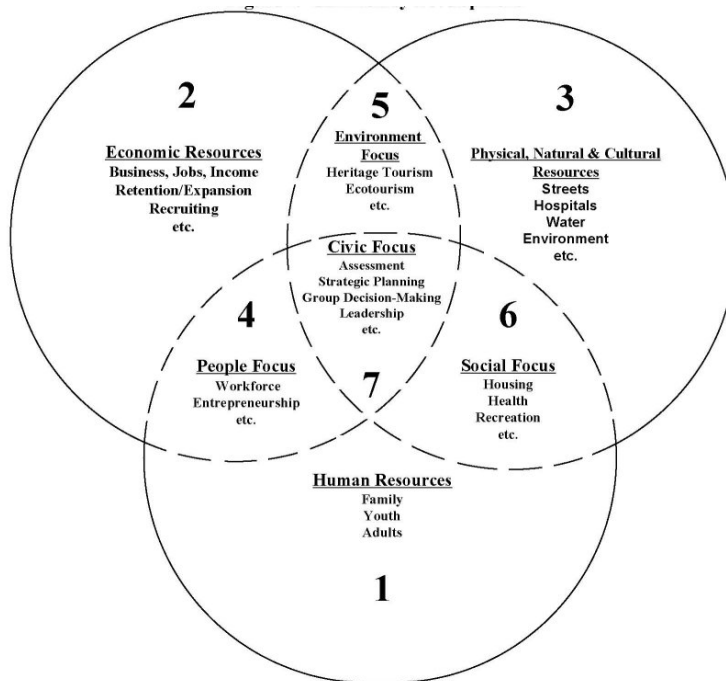 2
Economic Resources
Business, Jobs, Income
Retention/Expansion
Recruiting
etc.
5
Environment
Focus
Heritage Tourism
Ecotourism
etc.
3
Physical, Natural & Cultural
Resources
Streets
Hospitals
Water
Environment
etc.
Civic Focus
Assessment
Strategic Planning
Group Decision-Making
Leadership
etc.
4
People Focus
Workforce
Entrepreneurship
etc.
7
6
Social Focus
Housing
Health
Recreation
etc.
Human Resources
Family
Youth
Adults
1